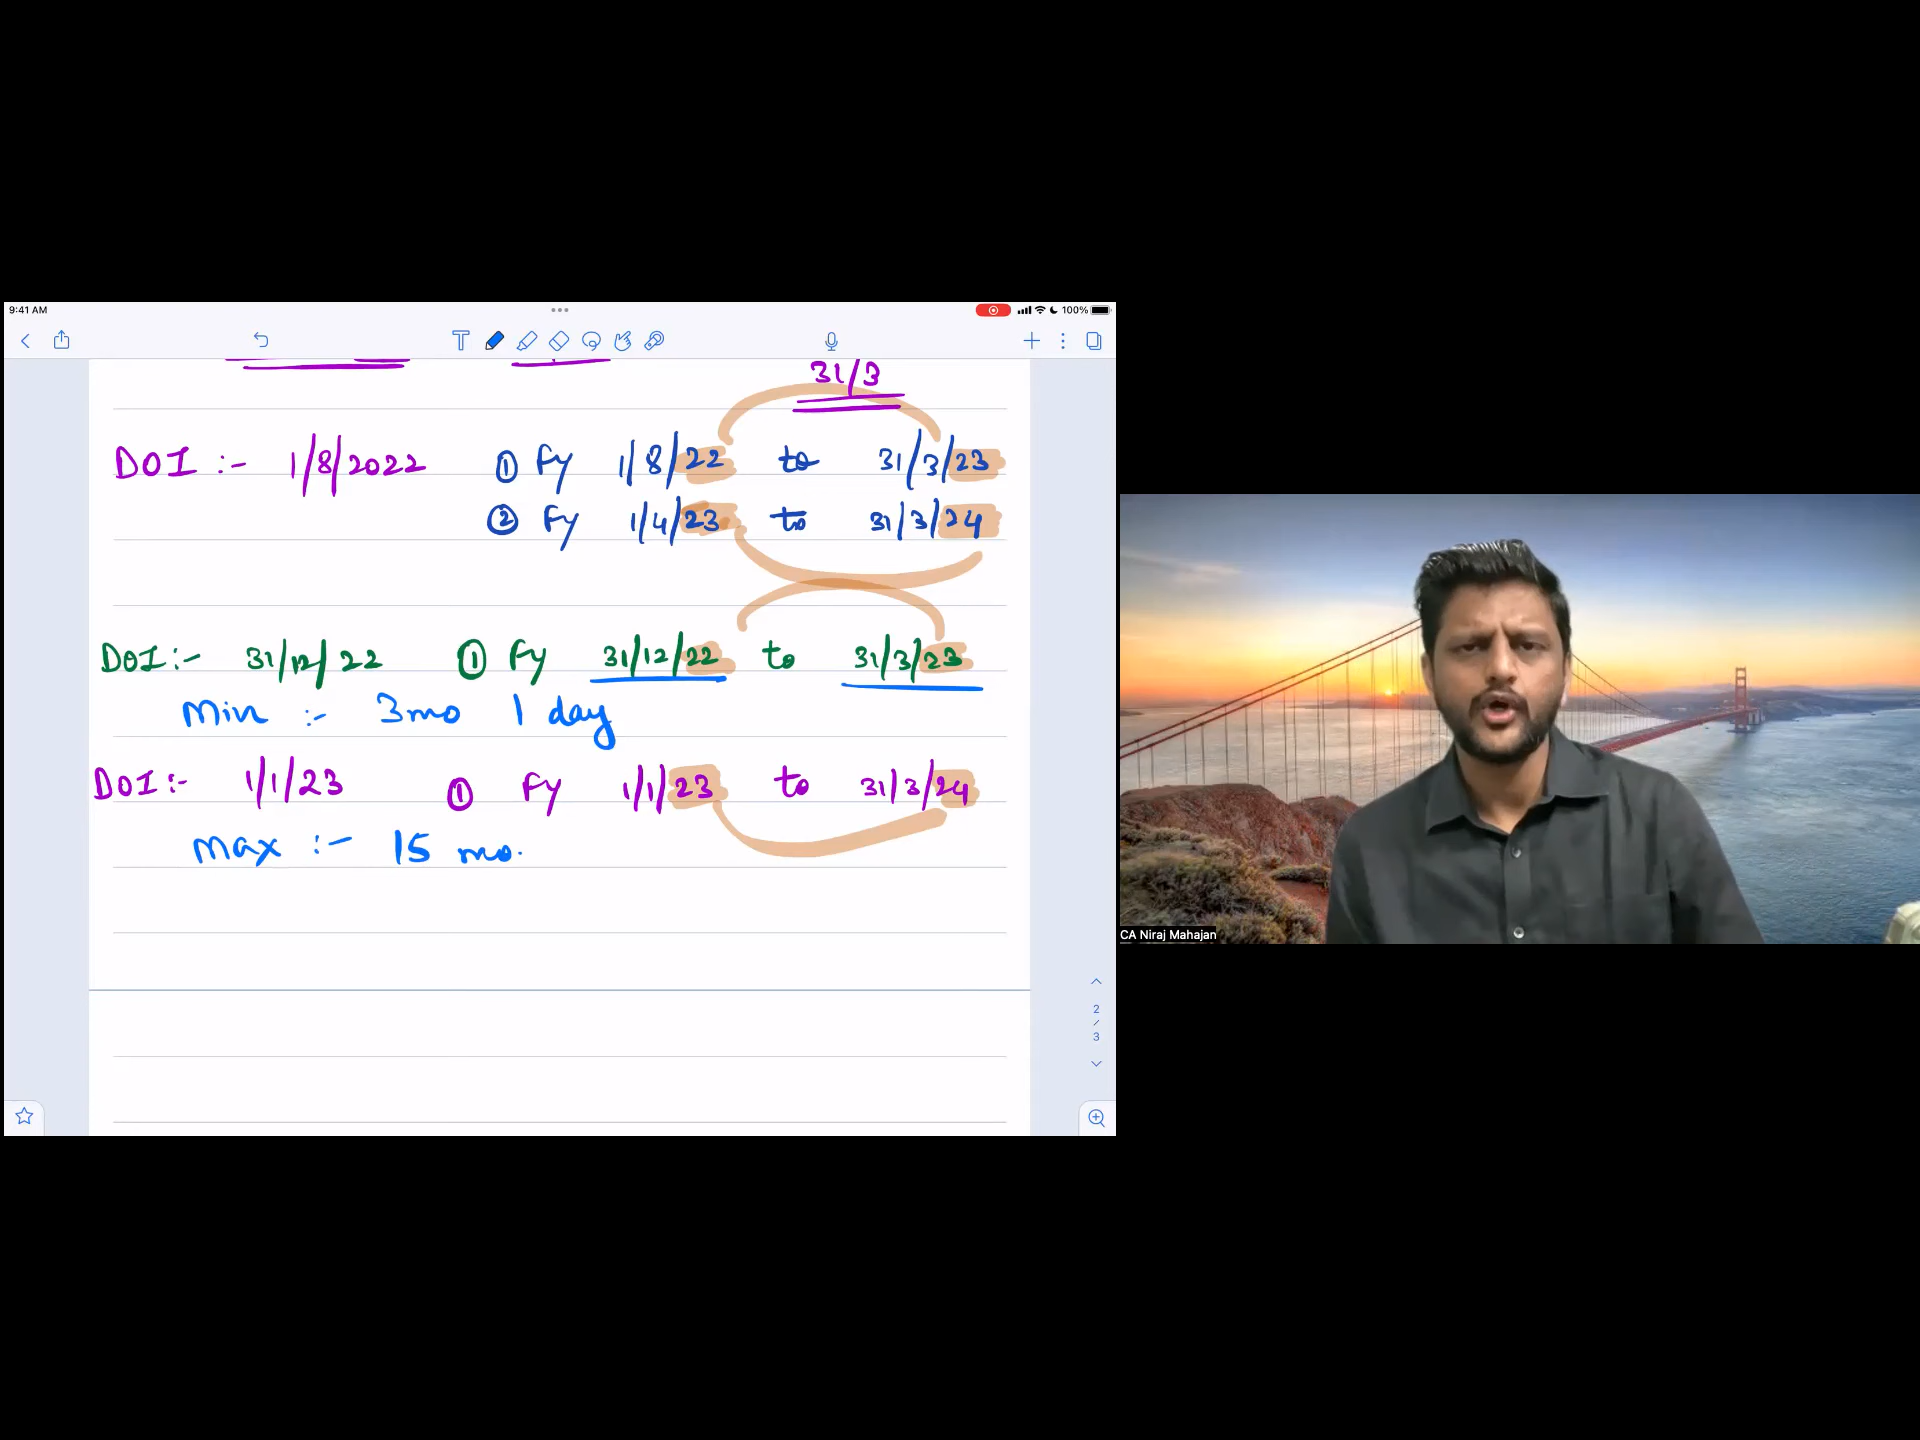 9:41 AM
100%
31/3
DOI :- 1/8/2022 ① Fy 1/8/22 to 31/3/23
② Fy 1/4/23 to 31/3/24
DOI :- 31/12/22 ① Fy 31/12/22 to 31/3/23
Min :- 3mo 1 day
DOI :- 1/1/23 ① Fy 1/1/23 to 31/3/24
Max :- 15 mo.
CA Niraj Mahajan
2
/
3